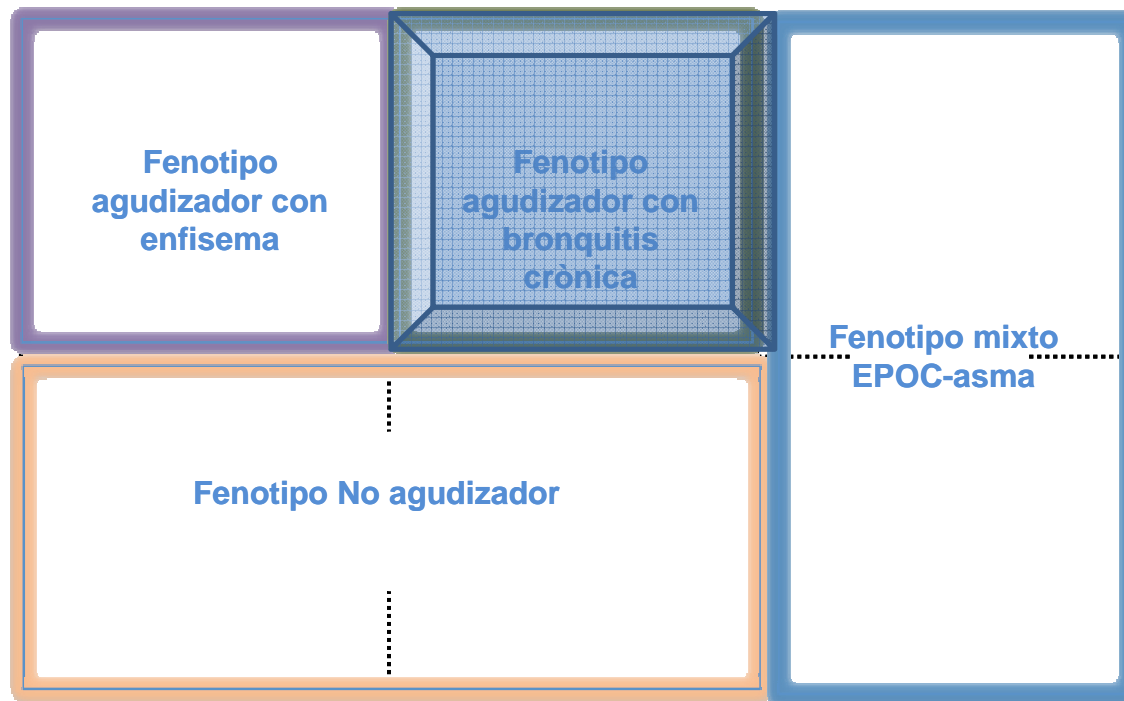 Fenotipo
agudizador con
enfisema
Fenotipo
agudizador con
bronquitis
crònica
Fenotipo mixto
EPOC-asma
Fenotipo No agudizador